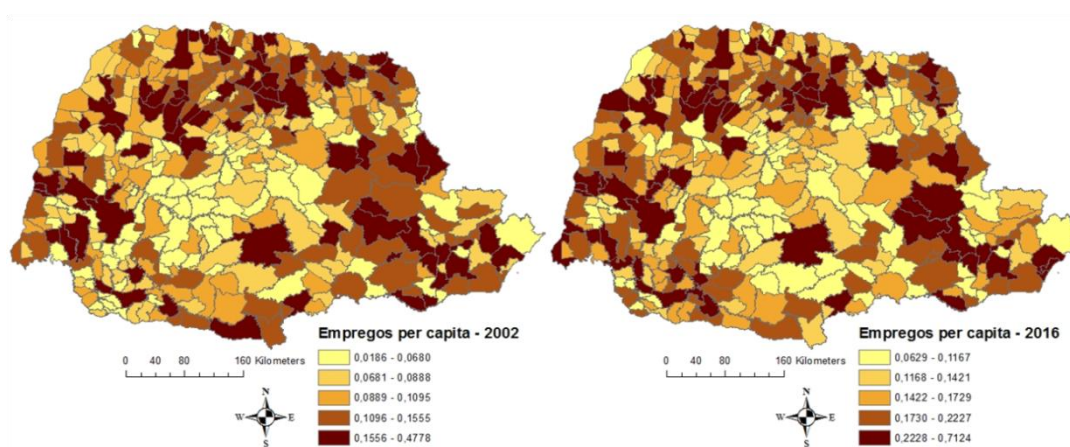 Empregos per capita - 2002
0 40 80 160 Kilometers
0,0186 - 0,0680
0,0681 - 0,0888
0,0889 - 0,1095
0,1096 - 0,1555
0,1556 - 0,4778
N
W E
S
Empregos per capita - 2016
0 40 80 160 Kilometers
0,0629 - 0,1167
0,1168 - 0,1421
0,1422 - 0,1729
0,1730 - 0,2227
0,2228 - 0,7124
N
W E
S